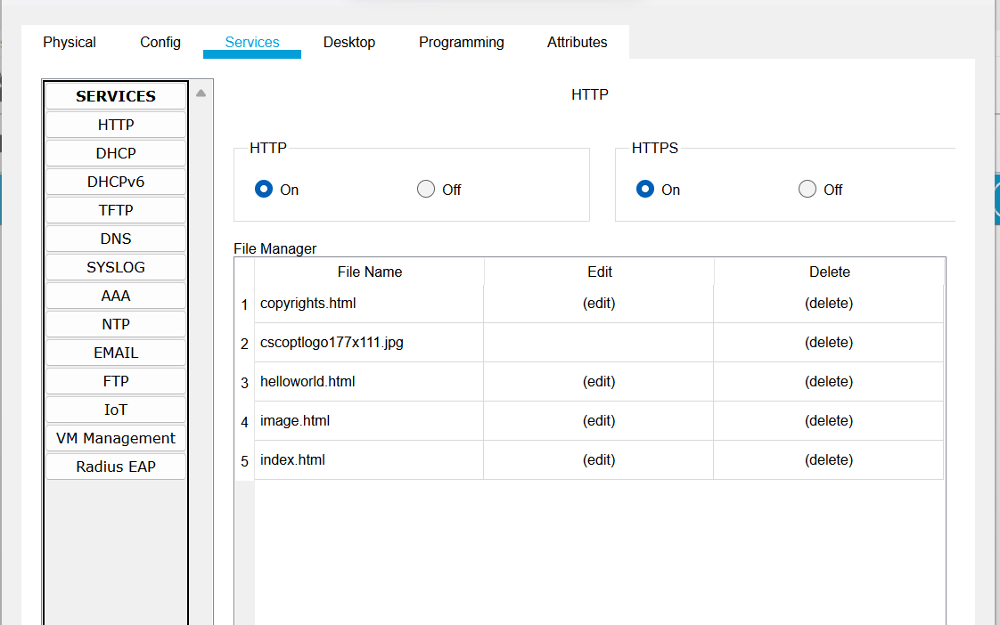 Physical Config Services Desktop Programming Attributes
SERVICES
HTTP
DHCP
DHCPv6
TFTP
DNS
SYSLOG
AAA
NTP
EMAIL
FTP
IoT
VM Management
Radius EAP
HTTP
HTTP
On Off
HTTPS
On Off
File Manager
File Name Edit Delete
1 copyrights.html (edit) (delete)
2 cscoptlogo177x111.jpg (delete)
3 helloworld.html (edit) (delete)
4 image.html (edit) (delete)
5 index.html (edit) (delete)